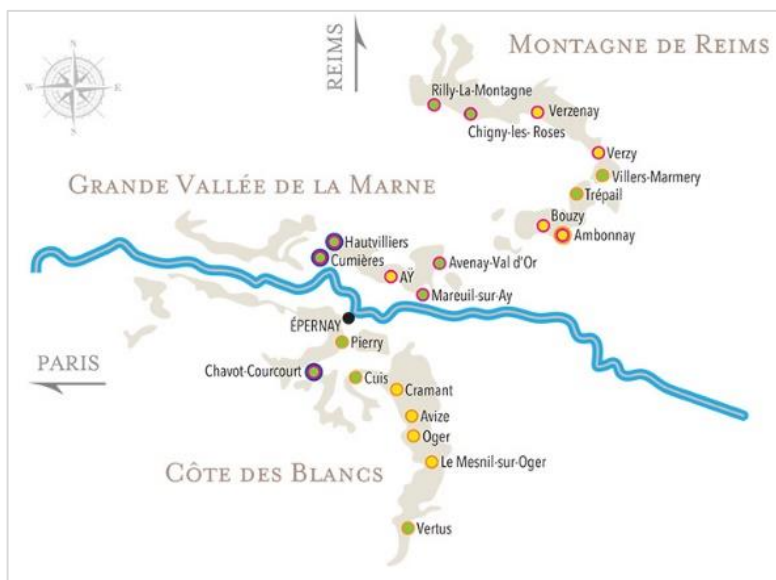 N
W
E
S
REIMS
MONTAGNE DE REIMS
Rilly-La-Montagne
Verzenay
Chigny-les- Roses
Verzy
Villers-Marmery
Trépail
GRANDE VALLÉE DE LA MARNE
Bouzy
Ambonnay
Hautvilliers
Cumières
Avenay-Val d'Or
AŸ
Mareuil-sur-Ay
ÉPERNAY
Pierry
PARIS
Chavot-Courcourt
Cuis
Cramant
Avize
Oger
CÔTE DES BLANCS
Le Mesnil-sur-Oger
Vertus